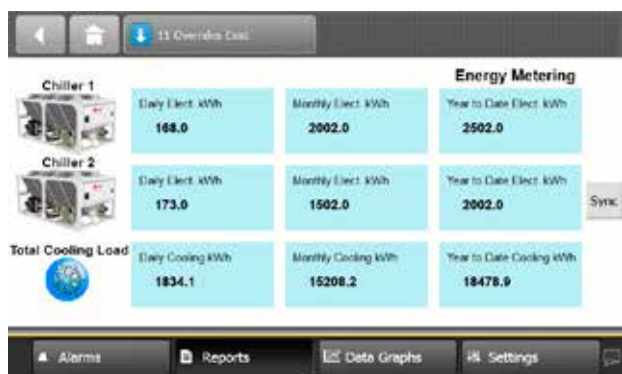 11 Overrides Exist
Energy Metering
Chiller 1
Daily Elect. kWh
168.0
Monthly Elect. kWh
2002.0
Year to Date Elect. kWh
2502.0
Chiller 2
Daily Elect. kWh
173.0
Monthly Elect. kWh
1502.0
Year to Date Elect. kWh
2002.0
Sync
Total Cooling Load
Daily Cooling kWh
1834.1
Monthly Cooling kWh
15208.2
Year to Date Cooling kWh
18478.9
Alarms
Reports
Data Graphs
Settings